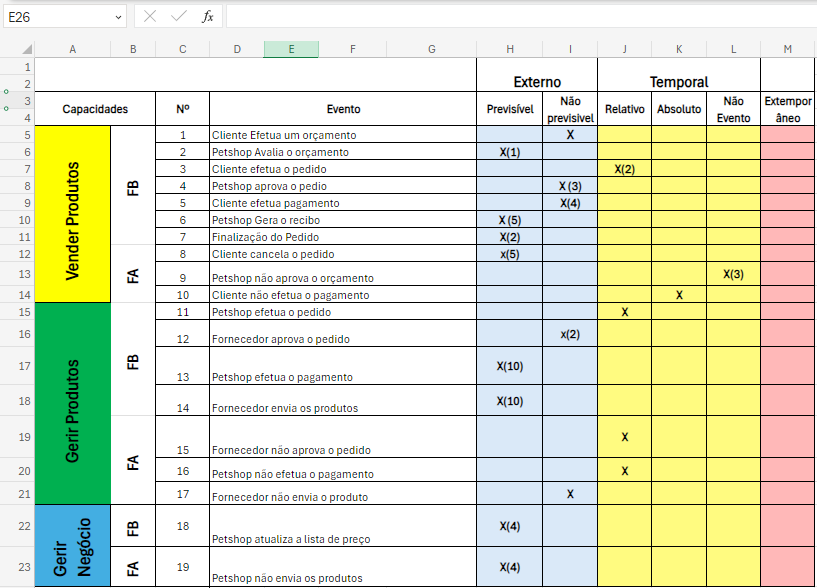 E26
fx
A B C D E F G H I J K L M
1
2 Externo Temporal
3
4
Capacidades Nº Evento Previsível Não previsivel Relativo Absoluto Não Evento Extemporâneo
Vender Produtos
FB
5 1 Cliente Efetua um orçamento X
6 2 Petshop Avalia o orçamento X(1)
7 3 Cliente efetua o pedido X(2)
8 4 Petshop aprova o pedio X (3)
9 5 Cliente efetua pagamento X(4)
10 6 Petshop Gera o recibo X (5)
11 7 Finalização do Pedido X(2)
FA
12 8 Cliente cancela o pedido x(5)
13 9 Petshop não aprova o orçamento X(3)
14 10 Cliente não efetua o pagamento X
Gerir Produtos
FB
15 11 Petshop efetua o pedido X
16 12 Fornecedor aprova o pedido x(2)
17 13 Petshop efetua o pagamento X(10)
18 14 Fornecedor envia os produtos X(10)
FA
19 15 Fornecedor não aprova o pedido X
20 16 Petshop não efetua o pagamento X
21 17 Fornecedor não envia o produto X
Gerir Negócio
FB
22 18 Petshop atualiza a lista de preço X(4)
FA
23 19 Petshop não envia os produtos X(4)